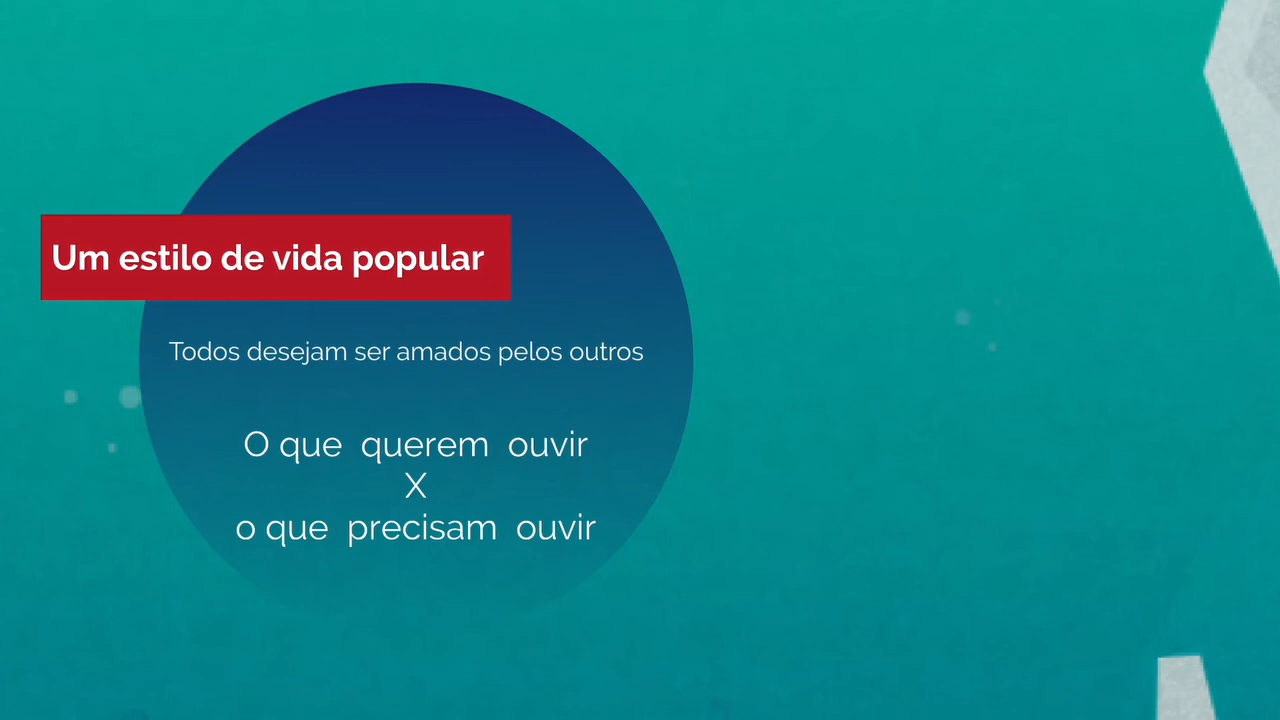 Um estilo de vida popular
Todos desejam ser amados pelos outros
O que querem ouvir
X
o que precisam ouvir